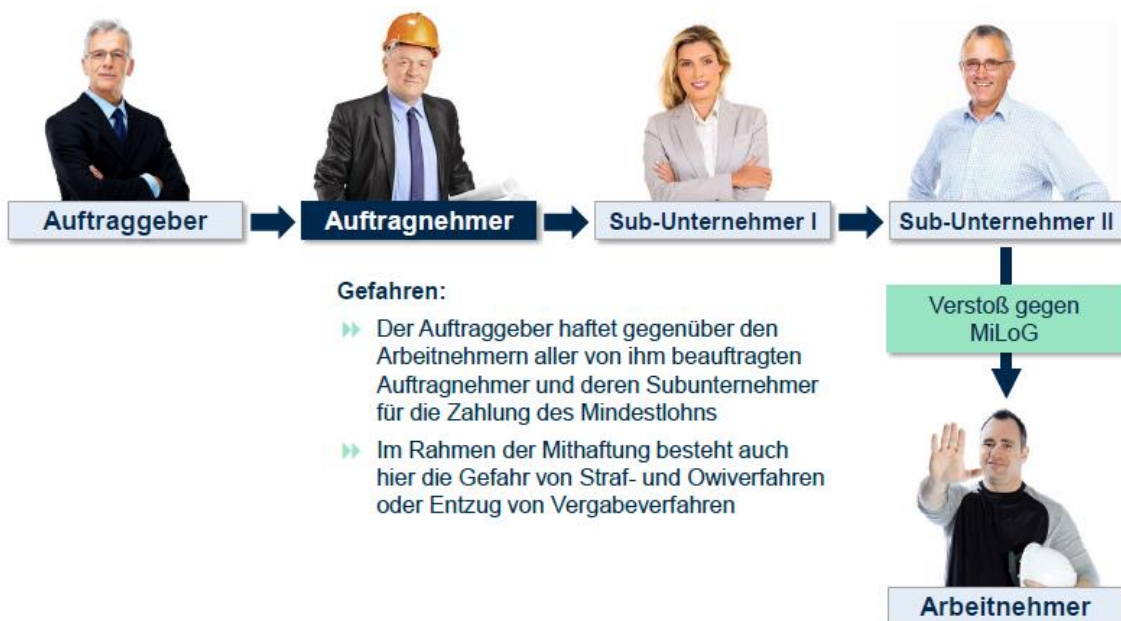 Auftraggeber
Auftragnehmer
Sub-Unternehmer I
Sub-Unternehmer II
Gefahren:
Der Auftraggeber haftet gegenüber den
Arbeitnehmern aller von ihm beauftragten
Auftragnehmer und deren Subunternehmer
für die Zahlung des Mindestlohns
Im Rahmen der Mithaftung besteht auch
hier die Gefahr von Straf- und Owiverfahren
oder Entzug von Vergabeverfahren
Verstoß gegen
MiLoG
Arbeitnehmer